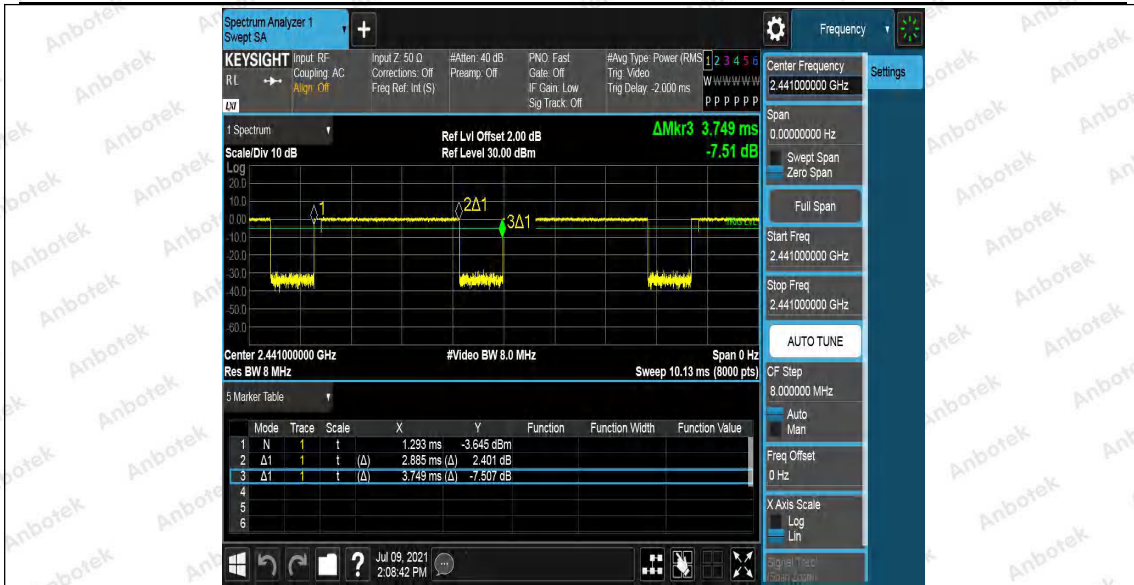 Spectrum Analyzer 1
Swept SA
+
Frequency
KEYSIGHT
RL
LXI
Input: RF
Coupling: AC
Align: Off
Input Z: 50 Ω
Corrections: Off
Freq Ref: Int (S)
#Atten: 40 dB
Preamp: Off
PNO: Fast
Gate: Off
IF Gain: Low
Sig Track: Off
#Avg Type: Power (RMS
Trig: Video
Trig Delay: -2.000 ms
1 2 3 4 5 6
W W W W W W
P P P P P P
Center Frequency
2.441000000 GHz
Settings
Span
0.00000000 Hz
Swept Span
Zero Span
Full Span
Start Freq
2.441000000 GHz
Stop Freq
2.441000000 GHz
AUTO TUNE
CF Step
8.000000 MHz
Auto
Man
Freq Offset
0 Hz
X Axis Scale
Log
Lin
Signal Track
(Span Zoom)
1 Spectrum
Scale/Div 10 dB
Log
Ref Lvl Offset 2.00 dB
Ref Level 30.00 dBm
ΔMkr3 3.749 ms
-7.51 dB
20.0
10.0
0.00
-10.0
-20.0
-30.0
-40.0
-50.0
-60.0
1
2Δ1
3Δ1
TRIG LVL
Center 2.441000000 GHz
Res BW 8 MHz
#Video BW 8.0 MHz
Span 0 Hz
Sweep 10.13 ms (8000 pts)
5 Marker Table
Mode Trace Scale X Y Function Function Width Function Value
1 N 1 t 1.293 ms -3.645 dBm
2 Δ1 1 t (Δ) 2.885 ms (Δ) 2.401 dB
3 Δ1 1 t (Δ) 3.749 ms (Δ) -7.507 dB
4
5
6
?
Jul 09, 2021
2:08:42 PM
Anbotek